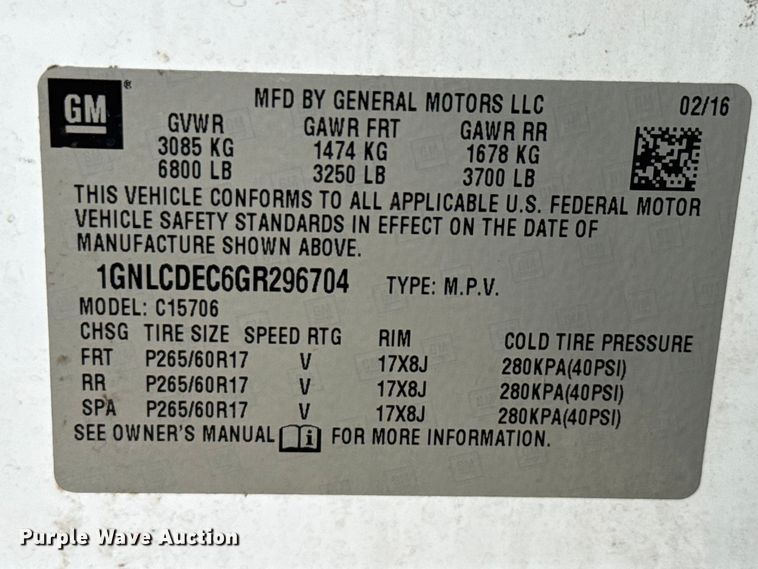 GM®
MFD BY GENERAL MOTORS LLC 02/16
GVWR GAWR FRT GAWR RR
3085 KG 1474 KG 1678 KG
6800 LB 3250 LB 3700 LB
THIS VEHICLE CONFORMS TO ALL APPLICABLE U.S. FEDERAL MOTOR
VEHICLE SAFETY STANDARDS IN EFFECT ON THE DATE OF
MANUFACTURE SHOWN ABOVE.
1GNLCDEC6GR296704 TYPE: M.P.V.
MODEL: C15706
CHSG TIRE SIZE SPEED RTG RIM COLD TIRE PRESSURE
FRT P265/60R17 V 17X8J 280KPA(40PSI)
RR P265/60R17 V 17X8J 280KPA(40PSI)
SPA P265/60R17 V 17X8J 280KPA(40PSI)
SEE OWNER'S MANUAL i FOR MORE INFORMATION.
Purple Wave Auction